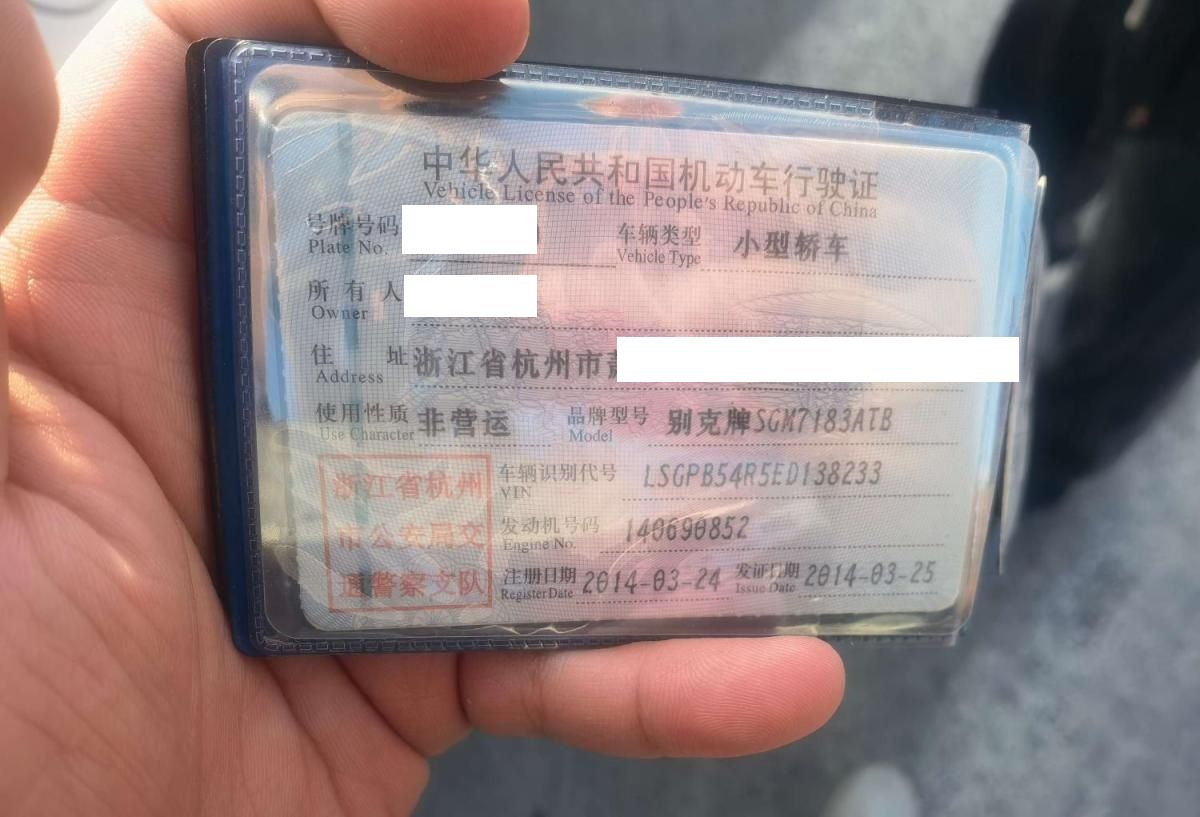 中华人民共和国机动车行驶证
Vehicle License of the People's Republic of China
号牌号码 车辆类型 小型轿车
Plate No. Vehicle Type
所有人
Owner
住址 浙江省杭州市
Address
使用性质 非营运 品牌型号 别克牌SGM7183ATB
Use Character Model
浙江省杭州
市公安局交
通警察支队
车辆识别代号 LSGPB54R5ED138233
VIN
发动机号码 140690852
Engine No.
注册日期 2014-03-24 发证日期 2014-03-25
Register Date Issue Date